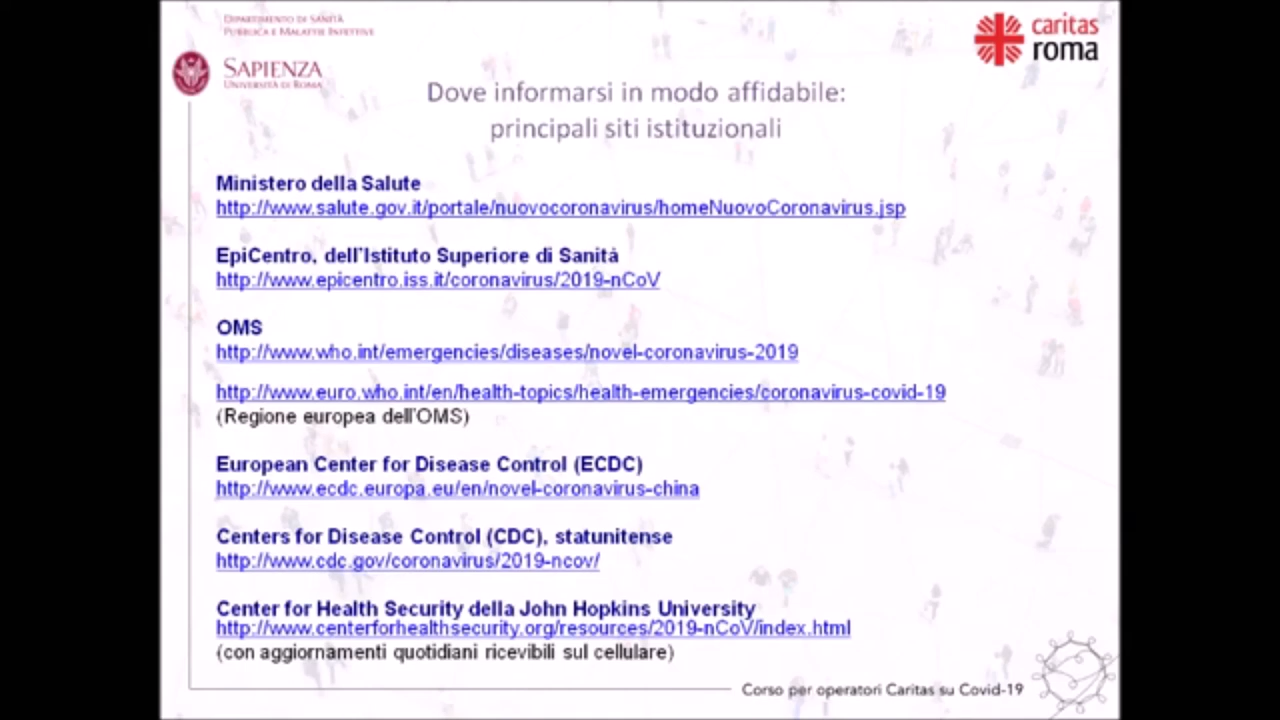 DIPARTIMENTO DI SANITÀ
PUBBLICA E MALATTIE INFETTIVE
SAPIENZA
UNIVERSITÀ DI ROMA
caritas
roma
Dove informarsi in modo affidabile:
principali siti istituzionali
Ministero della Salute
http://www.salute.gov.it/portale/nuovocoronavirus/homeNuovoCoronavirus.jsp
EpiCentro, dell'Istituto Superiore di Sanità
http://www.epicentro.iss.it/coronavirus/2019-nCoV
OMS
http://www.who.int/emergencies/diseases/novel-coronavirus-2019
http://www.euro.who.int/en/health-topics/health-emergencies/coronavirus-covid-19
(Regione europea dell'OMS)
European Center for Disease Control (ECDC)
http://www.ecdc.europa.eu/en/novel-coronavirus-china
Centers for Disease Control (CDC), statunitense
http://www.cdc.gov/coronavirus/2019-ncov/
Center for Health Security della John Hopkins University
http://www.centerforhealthsecurity.org/resources/2019-nCoV/index.html
(con aggiornamenti quotidiani ricevibili sul cellulare)
Corso per operatori Caritas su Covid-19